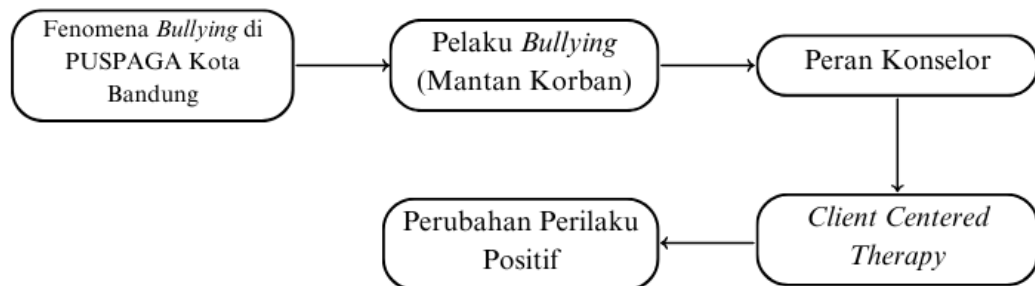 Fenomena Bullying di
PUSPAGA Kota
Bandung
Pelaku Bullying
(Mantan Korban)
Peran Konselor
Client Centered
Therapy
Perubahan Perilaku
Positif